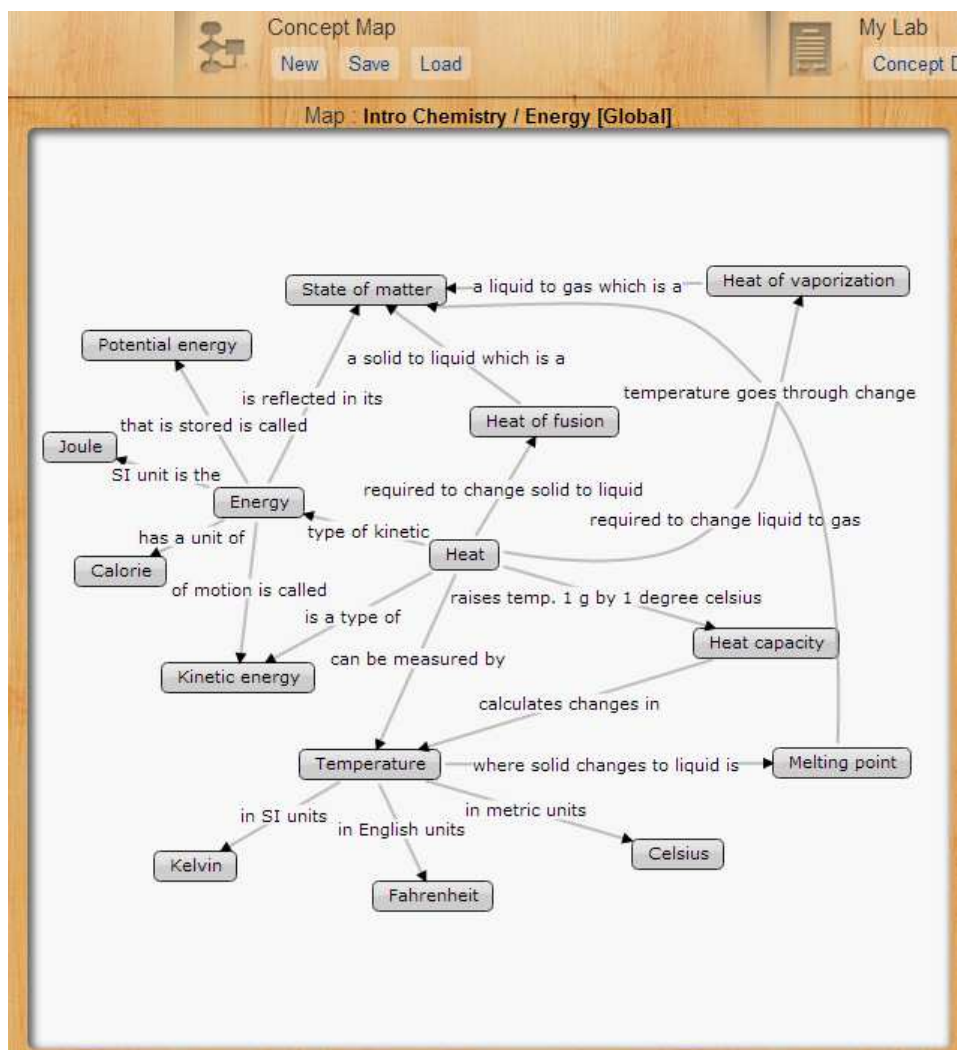 Concept Map
New Save Load
My Lab
Concept D
Map : Intro Chemistry / Energy [Global]
State of matter
a liquid to gas which is a
Heat of vaporization
Potential energy
a solid to liquid which is a
is reflected in its
temperature goes through change
that is stored is called
Heat of fusion
Joule
SI unit is the
Energy
required to change solid to liquid
required to change liquid to gas
has a unit of
type of kinetic
Heat
Calorie
of motion is called
raises temp. 1 g by 1 degree celsius
is a type of
Heat capacity
can be measured by
Kinetic energy
calculates changes in
Temperature
where solid changes to liquid is
Melting point
in SI units
in English units
in metric units
Kelvin
Celsius
Fahrenheit